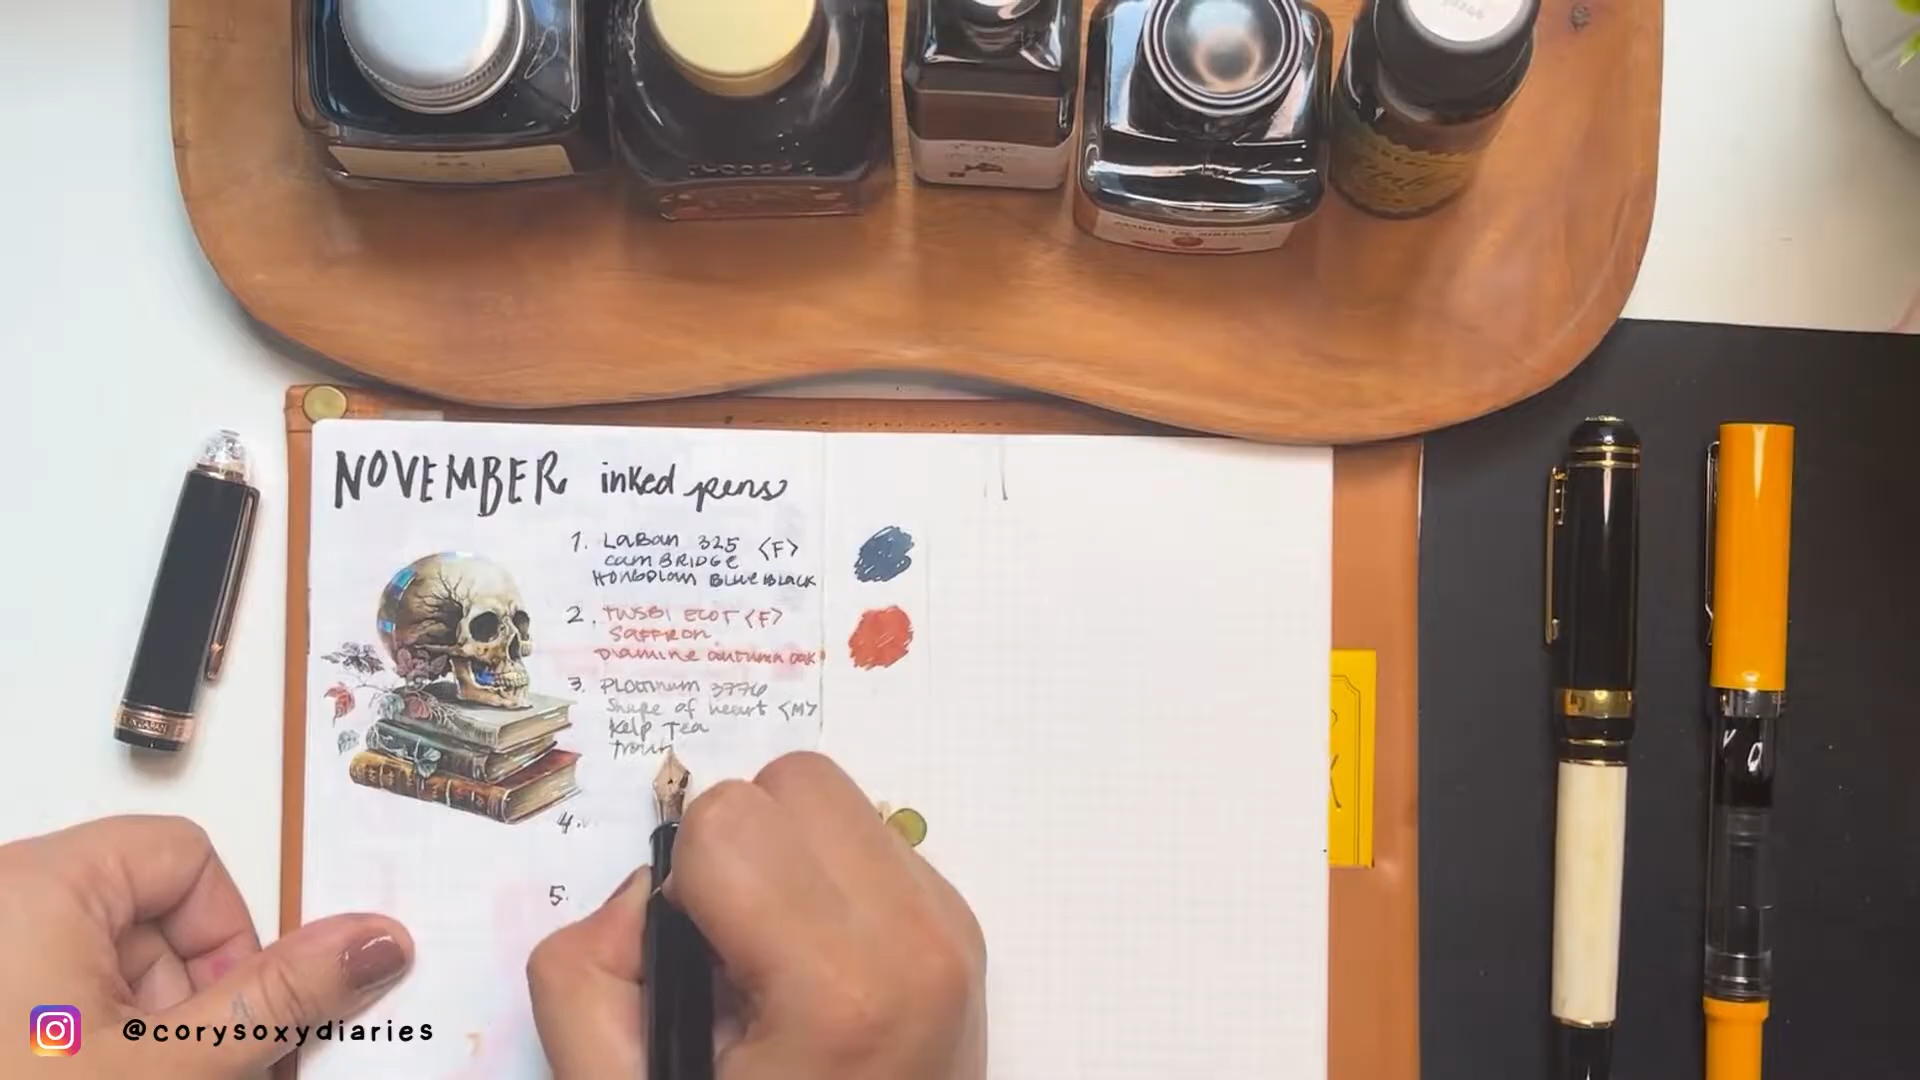 NOVEMBER inked pens
1. LaBan 325 <F>
camBRIDGE
Hongdian Blue Black
2. TWSBI ECOT <F>
Saffron
Diamine autumn oak
3. Platinum 3776
Shape of heart <M>
kelp Tea
4.
5.
@corysoxydiaries